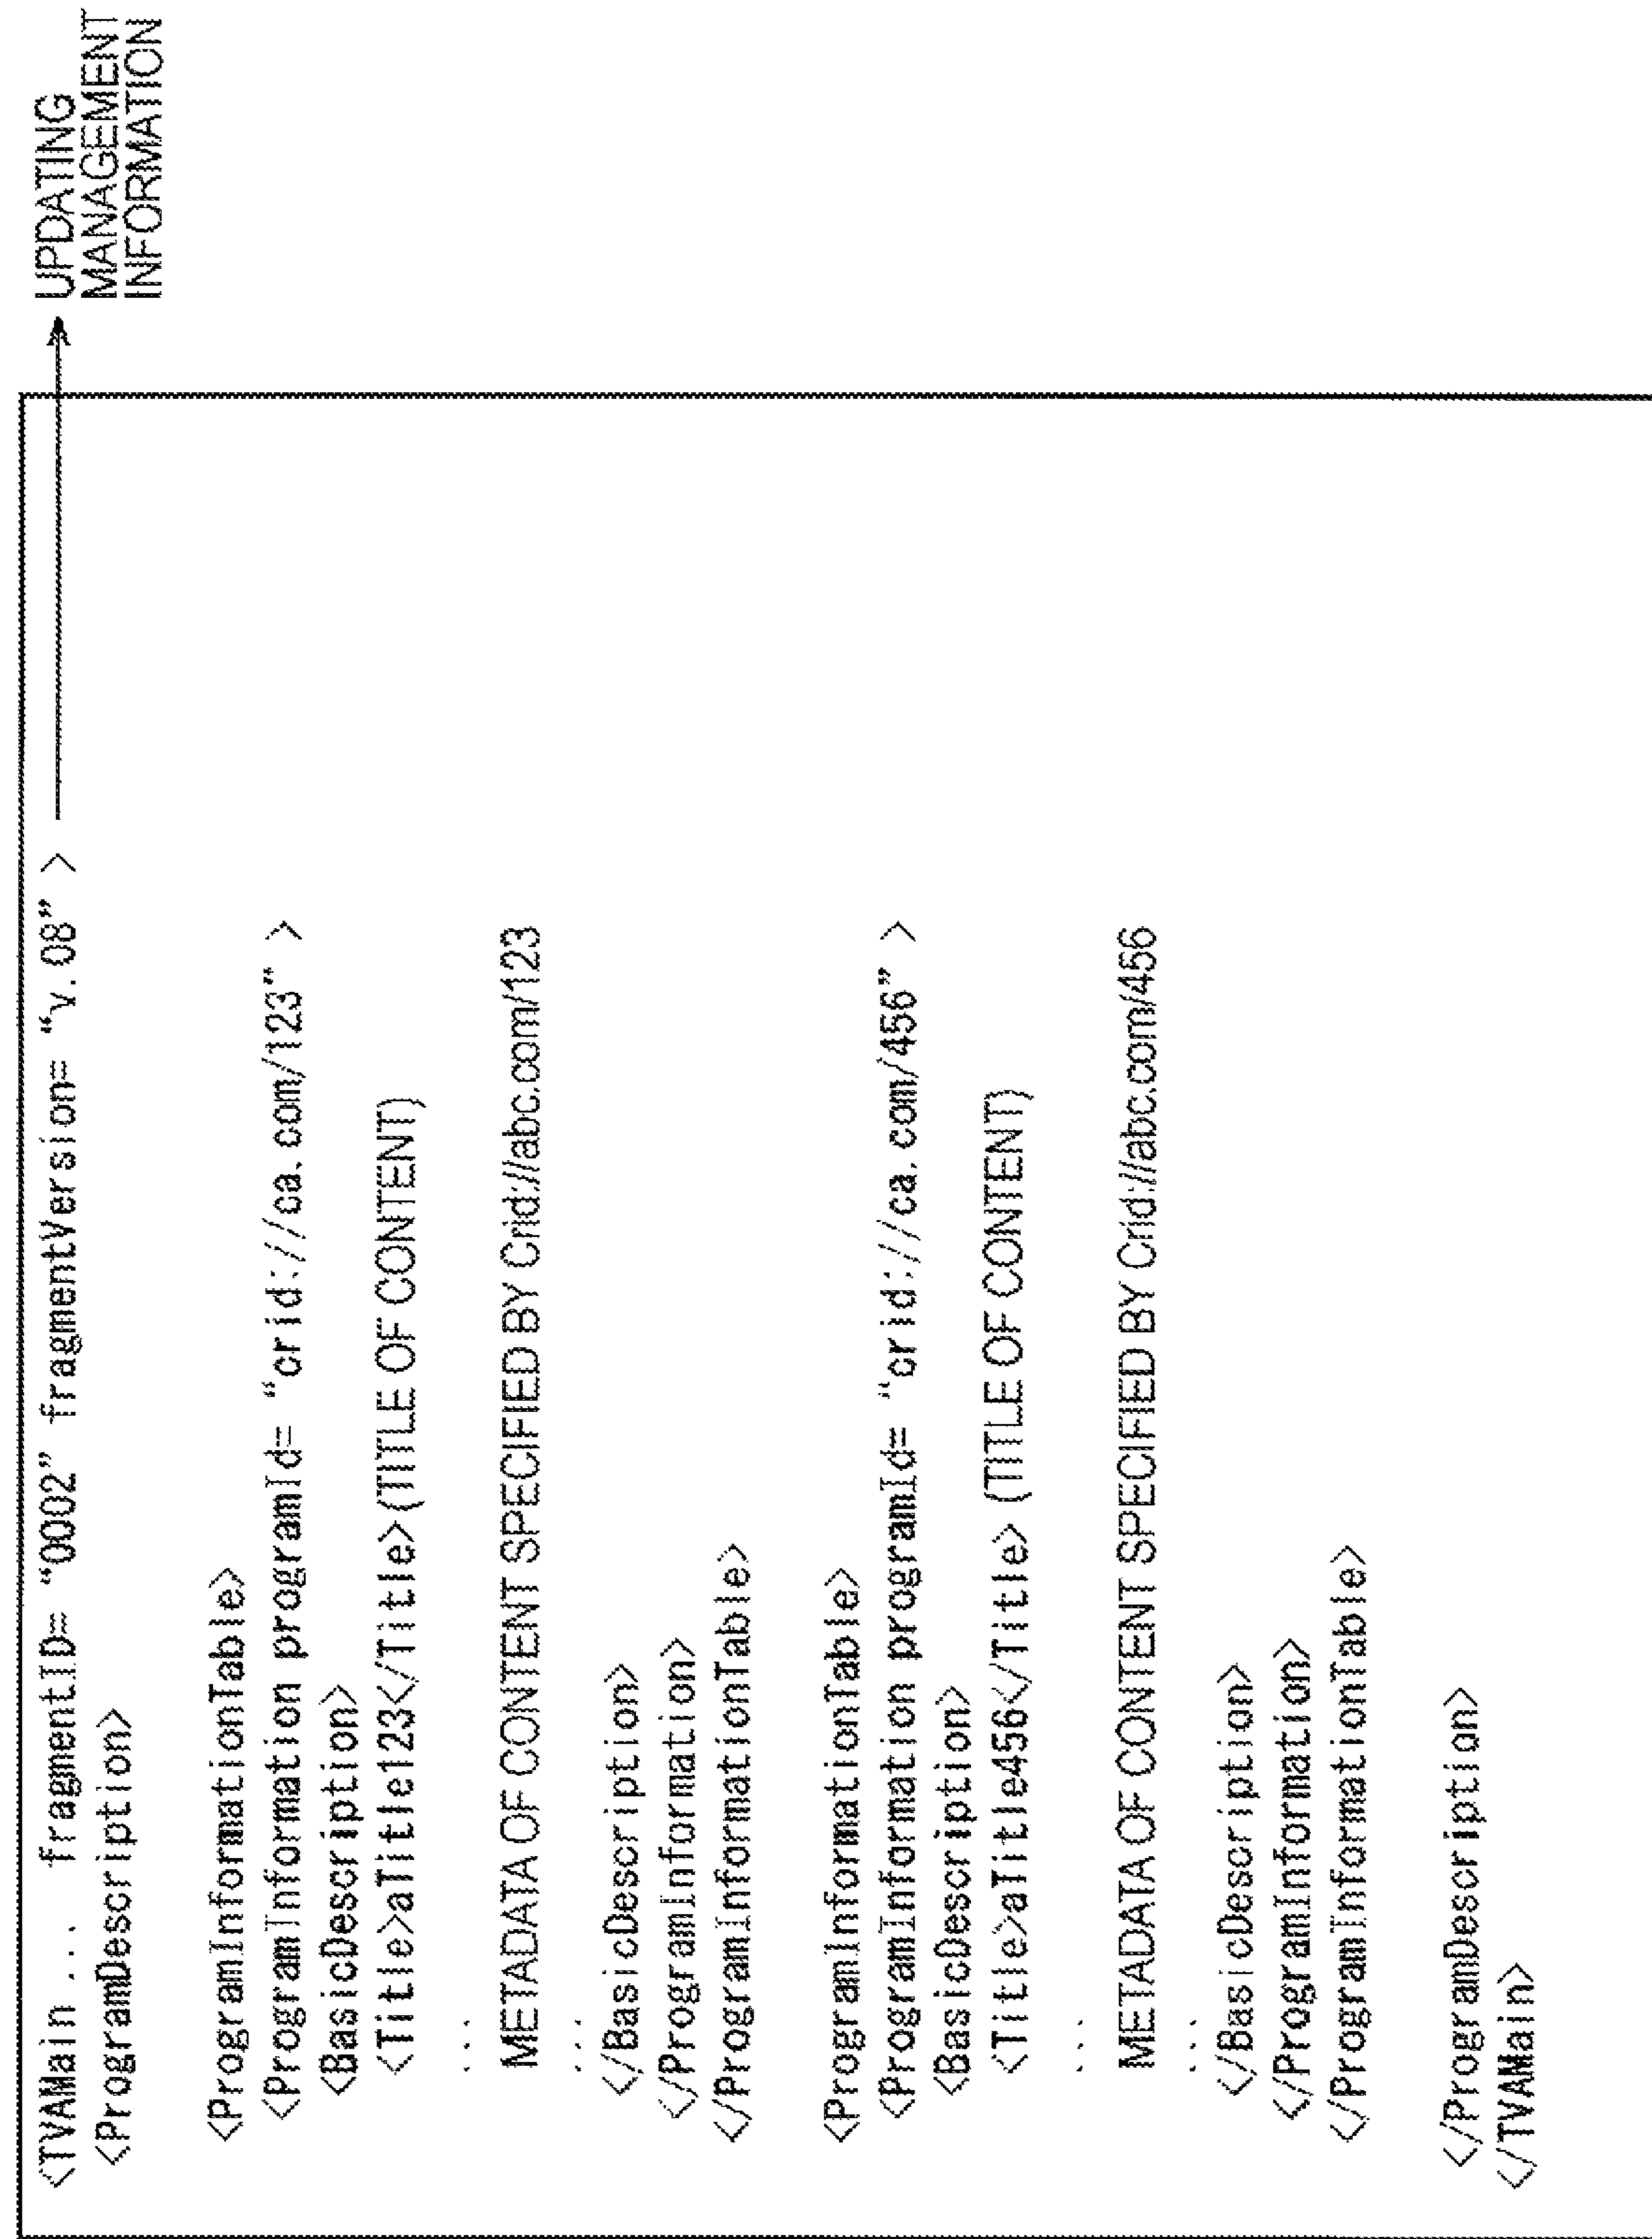 <TVAMain ... fragmentID= “0002” fragmentVersion= “v.08” >
UPDATING
MANAGEMENT
INFORMATION
<ProgramDescription>
<ProgramInformationTable>
<ProgramInformation programId= “crid://ca.com/123” >
<BasicDescription>
<Title>aTitle123</Title> (TITLE OF CONTENT)
...
METADATA OF CONTENT SPECIFIED BY Crid://abc.com/123
...
</BasicDescription>
</ProgramInformation>
</ProgramInformationTable>
<ProgramInformationTable>
<ProgramInformation programId= “crid://ca.com/456” >
<BasicDescription>
<Title>aTitle456</Title> (TITLE OF CONTENT)
...
METADATA OF CONTENT SPECIFIED BY Crid://abc.com/456
...
</BasicDescription>
</ProgramInformation>
</ProgramInformationTable>
</ProgramDescription>
</TVAMain>